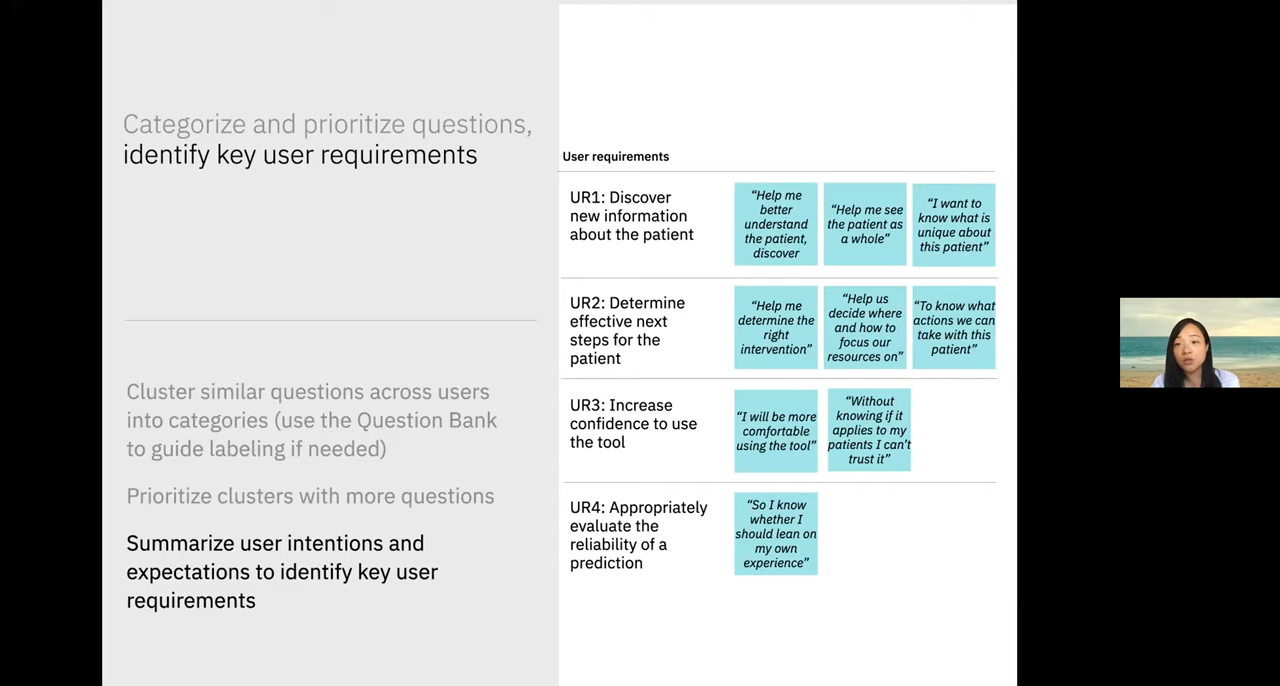 Categorize and prioritize questions,
identify key user requirements
Cluster similar questions across users
into categories (use the Question Bank
to guide labeling if needed)
Prioritize clusters with more questions
Summarize user intentions and
expectations to identify key user
requirements
User requirements
UR1: Discover
new information
about the patient
“Help me
better
understand
the patient,
discover
“Help me see
the patient as
a whole”
“I want to
know what is
unique about
this patient”
UR2: Determine
effective next
steps for the
patient
“Help me
determine the
right
intervention”
“Help us
decide where
and how to
focus our
resources on”
“To know what
actions we can
take with this
patient”
UR3: Increase
confidence to use
the tool
“I will be more
comfortable
using the tool”
“Without
knowing if it
applies to my
patients I can’t
trust it”
UR4: Appropriately
evaluate the
reliability of a
prediction
“So I know
whether I
should lean on
my own
experience”